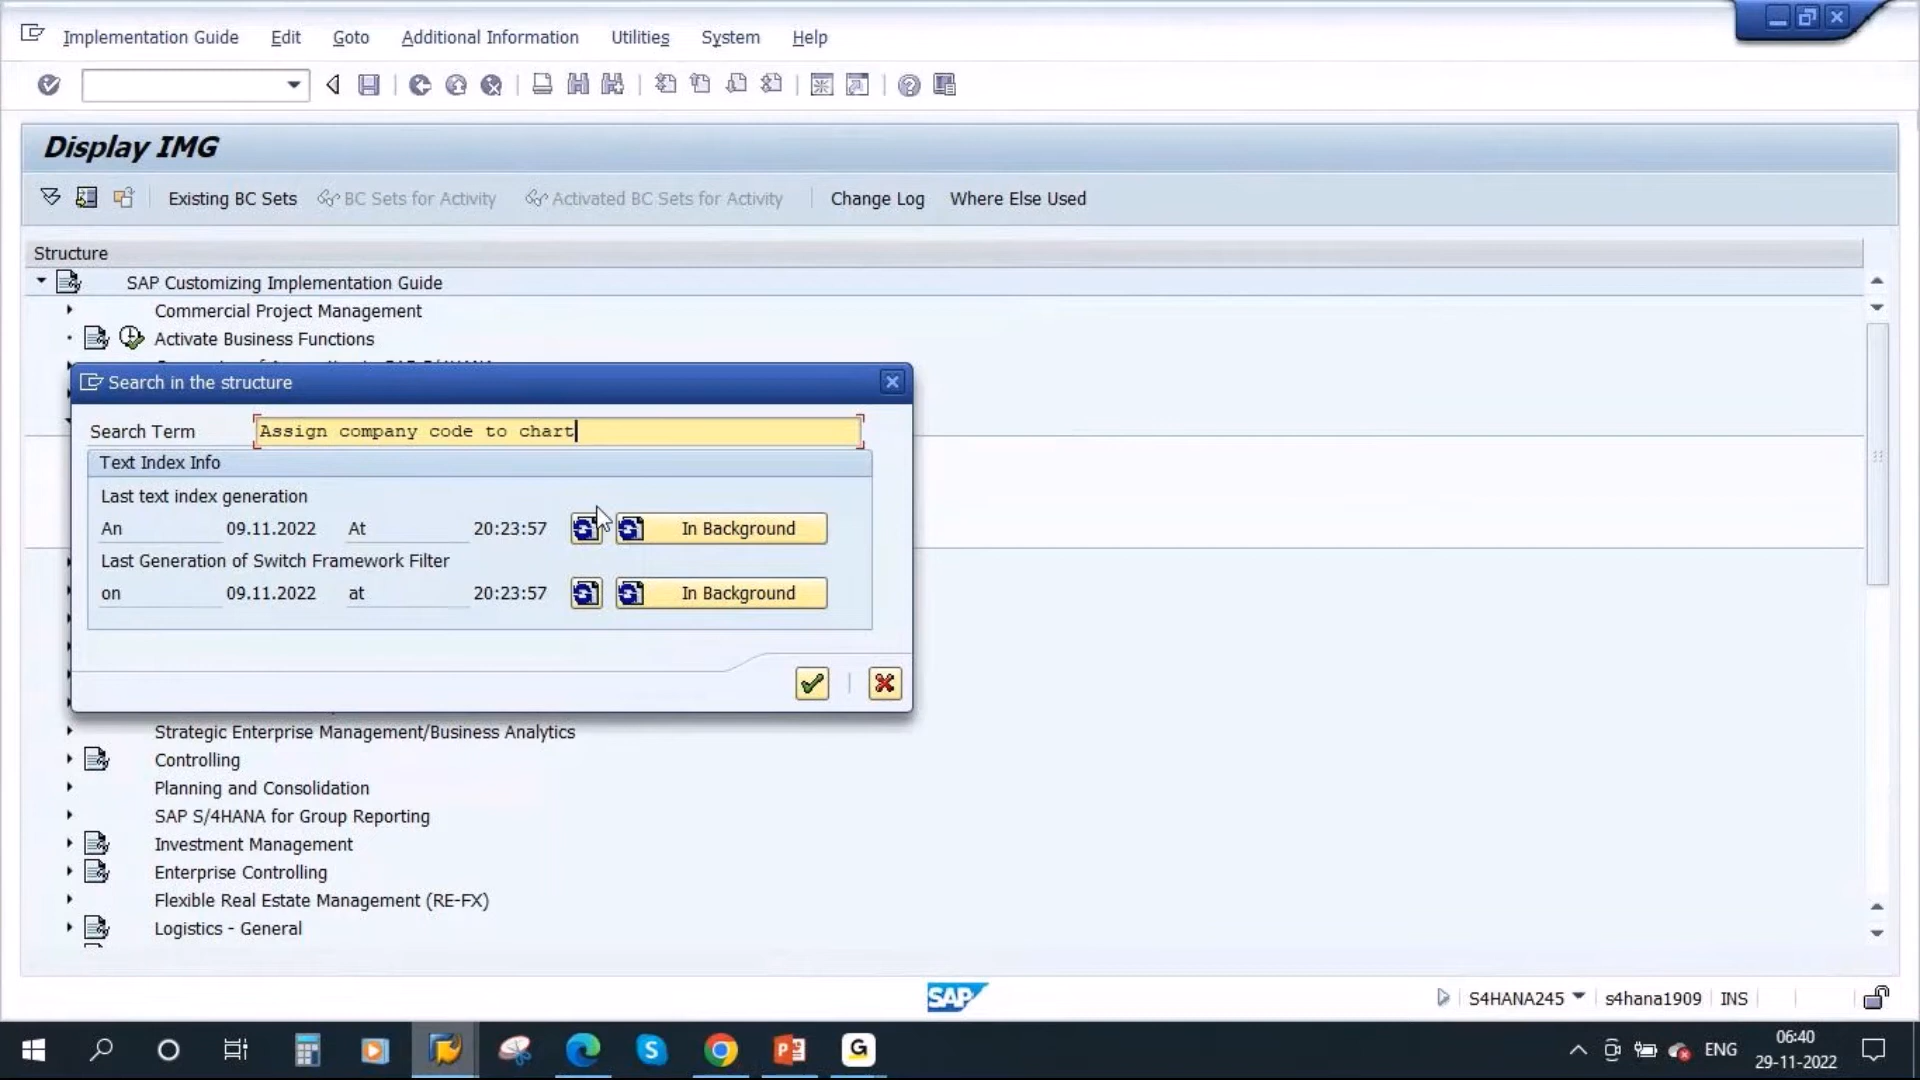 Implementation Guide Edit Goto Additional Information Utilities System Help
Display IMG
Existing BC Sets BC Sets for Activity Activated BC Sets for Activity Change Log Where Else Used
Structure
SAP Customizing Implementation Guide
Commercial Project Management
Activate Business Functions
Search in the structure
Search Term Assign company code to chart
Text Index Info
Last text index generation
An 09.11.2022 At 20:23:57 In Background
Last Generation of Switch Framework Filter
on 09.11.2022 at 20:23:57 In Background
Strategic Enterprise Management/Business Analytics
Controlling
Planning and Consolidation
SAP S/4HANA for Group Reporting
Investment Management
Enterprise Controlling
Flexible Real Estate Management (RE-FX)
Logistics - General
SAP S4HANA245 s4hana1909 INS
ENG 06:40
29-11-2022